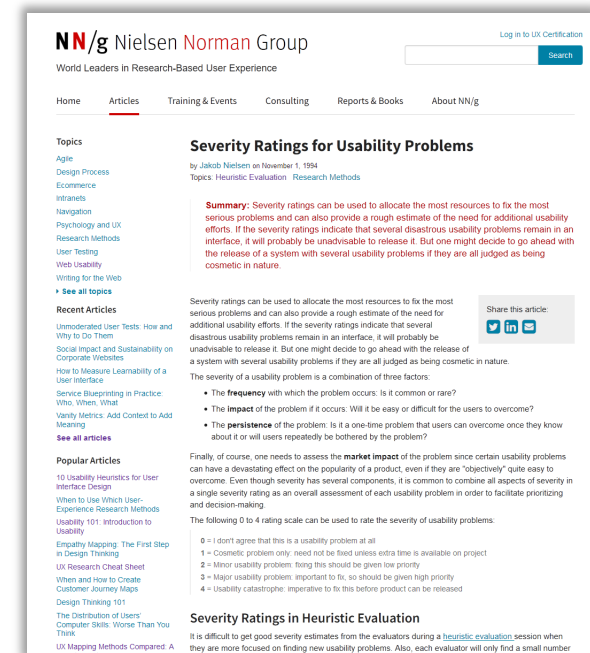 NN/g Nielsen Norman Group
World Leaders in Research-Based User Experience
Log in to UX Certification
Search
Home Articles Training & Events Consulting Reports & Books About NN/g
Topics
Agile
Design Process
Ecommerce
Intranets
Navigation
Psychology and UX
Research Methods
User Testing
Web Usability
Writing for the Web
See all topics
Recent Articles
Unmoderated User Tests: How and
Why to Do Them
Social Impact and Sustainability on
Corporate Websites
How to Measure Learnability of a
User Interface
Service Blueprinting in Practice:
Who, When, What
Vanity Metrics: Add Context to Add
Meaning
See all articles
Popular Articles
10 Usability Heuristics for User
Interface Design
When to Use Which User-
Experience Research Methods
Usability 101: Introduction to
Usability
Empathy Mapping: The First Step
in Design Thinking
UX Research Cheat Sheet
When and How to Create
Customer Journey Maps
Design Thinking 101
The Distribution of Users'
Computer Skills: Worse Than You
Think
UX Mapping Methods Compared: A
Severity Ratings for Usability Problems
by Jakob Nielsen on November 1, 1994
Topics: Heuristic Evaluation Research Methods
Summary: Severity ratings can be used to allocate the most resources to fix the most
serious problems and can also provide a rough estimate of the need for additional usability
efforts. If the severity ratings indicate that several disastrous usability problems remain in an
interface, it will probably be unadvisable to release it. But one might decide to go ahead with
the release of a system with several usability problems if they are all judged as being
cosmetic in nature.
Share this article:
Severity ratings can be used to allocate the most resources to fix the most
serious problems and can also provide a rough estimate of the need for
additional usability efforts. If the severity ratings indicate that several
disastrous usability problems remain in an interface, it will probably be
unadvisable to release it. But one might decide to go ahead with the release of
a system with several usability problems if they are all judged as being cosmetic in nature.
The severity of a usability problem is a combination of three factors:
• The frequency with which the problem occurs: Is it common or rare?
• The impact of the problem if it occurs: Will it be easy or difficult for the users to overcome?
• The persistence of the problem: Is it a one-time problem that users can overcome once they know
about it or will users repeatedly be bothered by the problem?
Finally, of course, one needs to assess the market impact of the problem since certain usability problems
can have a devastating effect on the popularity of a product, even if they are "objectively" quite easy to
overcome. Even though severity has several components, it is common to combine all aspects of severity in
a single severity rating as an overall assessment of each usability problem in order to facilitate prioritizing
and decision-making.
The following 0 to 4 rating scale can be used to rate the severity of usability problems:
0 = I don't agree that this is a usability problem at all
1 = Cosmetic problem only: need not be fixed unless extra time is available on project
2 = Minor usability problem: fixing this should be given low priority
3 = Major usability problem: important to fix, so should be given high priority
4 = Usability catastrophe: imperative to fix this before product can be released
Severity Ratings in Heuristic Evaluation
It is difficult to get good severity estimates from the evaluators during a heuristic evaluation session when
they are more focused on finding new usability problems. Also, each evaluator will only find a small number